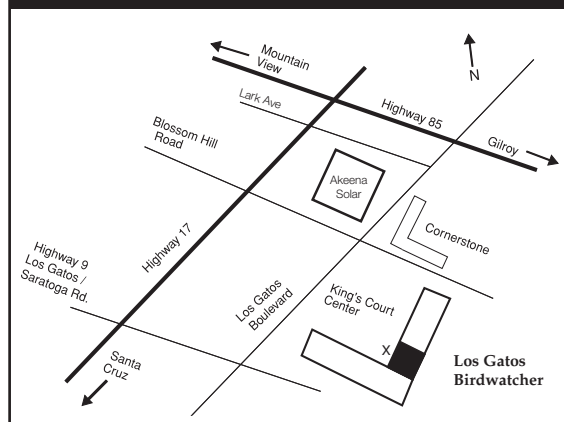 Mountain
View
N
Lark Ave
Highway 85
Blossom Hill
Road
Gilroy
Akeena
Solar
Cornerstone
Highway 17
Highway 9
Los Gatos /
Saratoga Rd.
King's Court
Center
Los Gatos
Boulevard
X
Los Gatos
Birdwatcher
Santa
Cruz